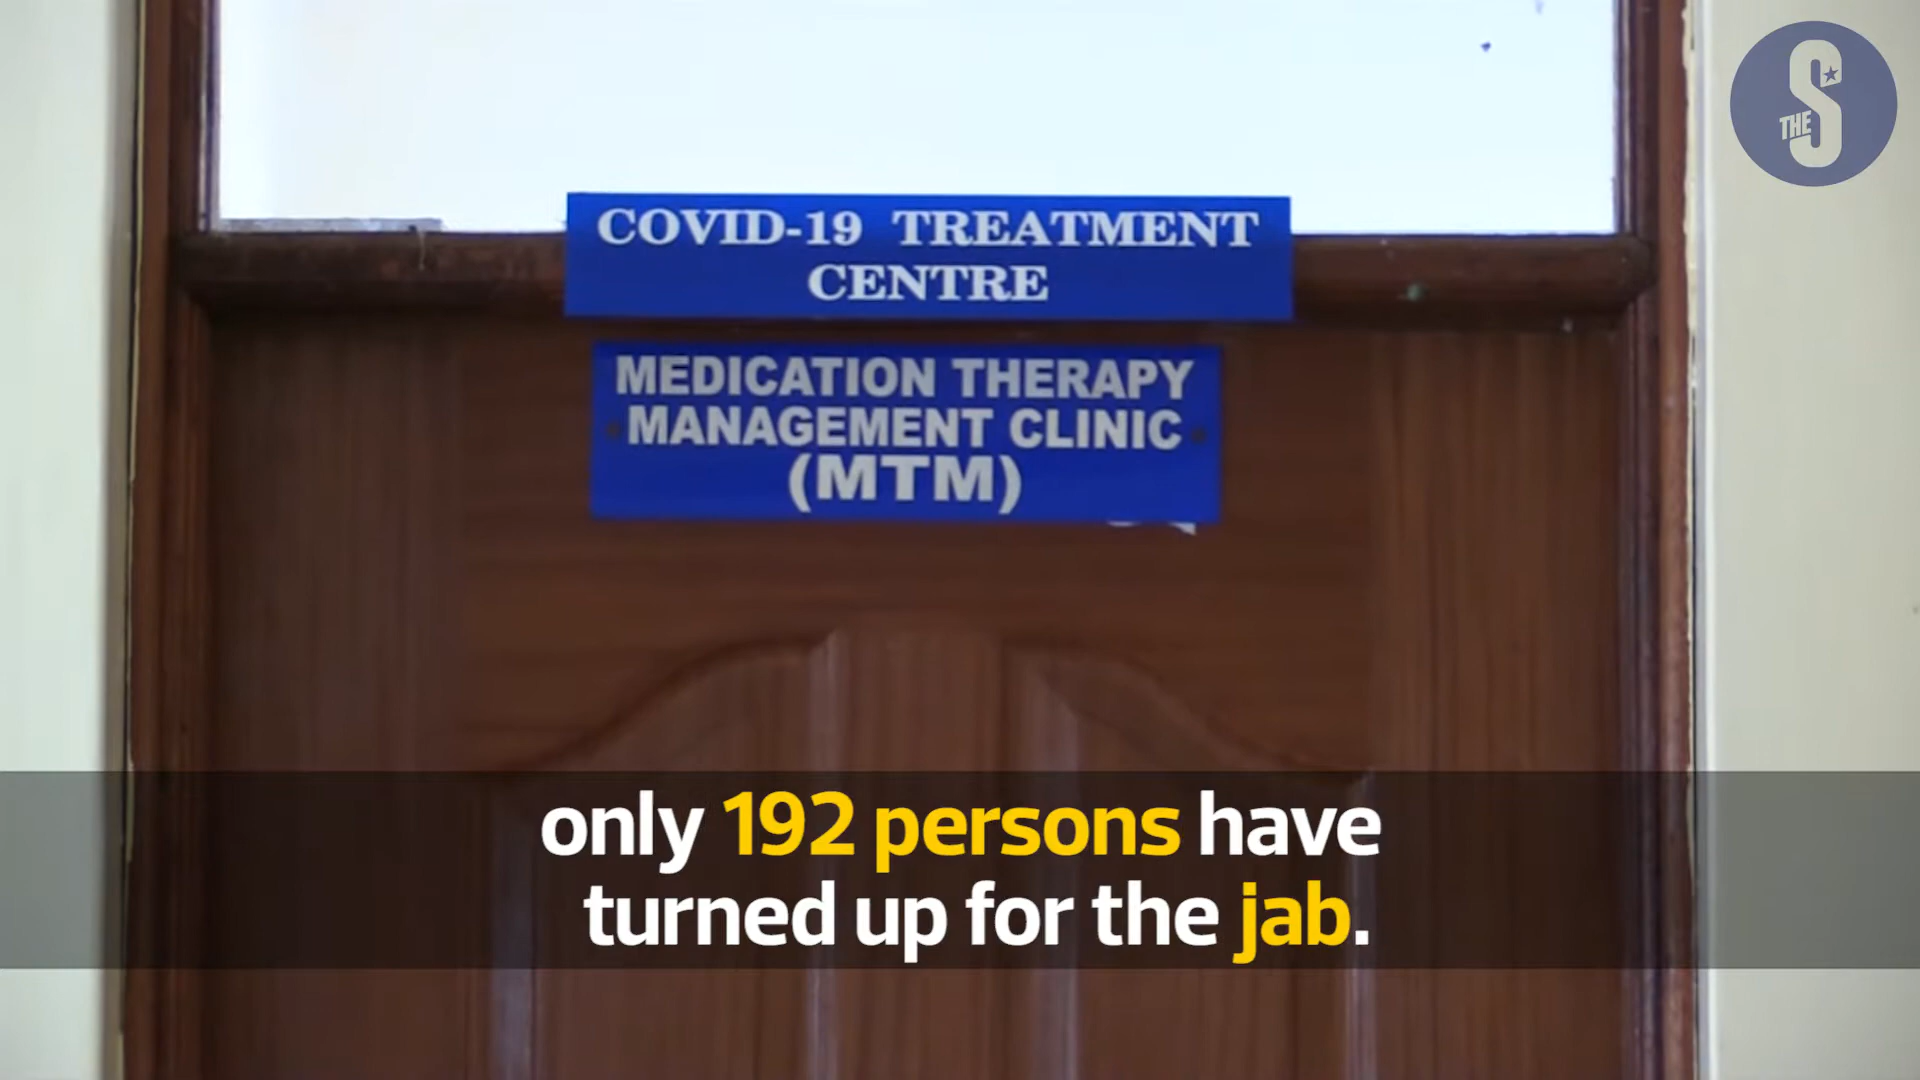 THE S
COVID-19 TREATMENT
CENTRE
MEDICATION THERAPY
MANAGEMENT CLINIC
(MTM)
only 192 persons have
turned up for the jab.